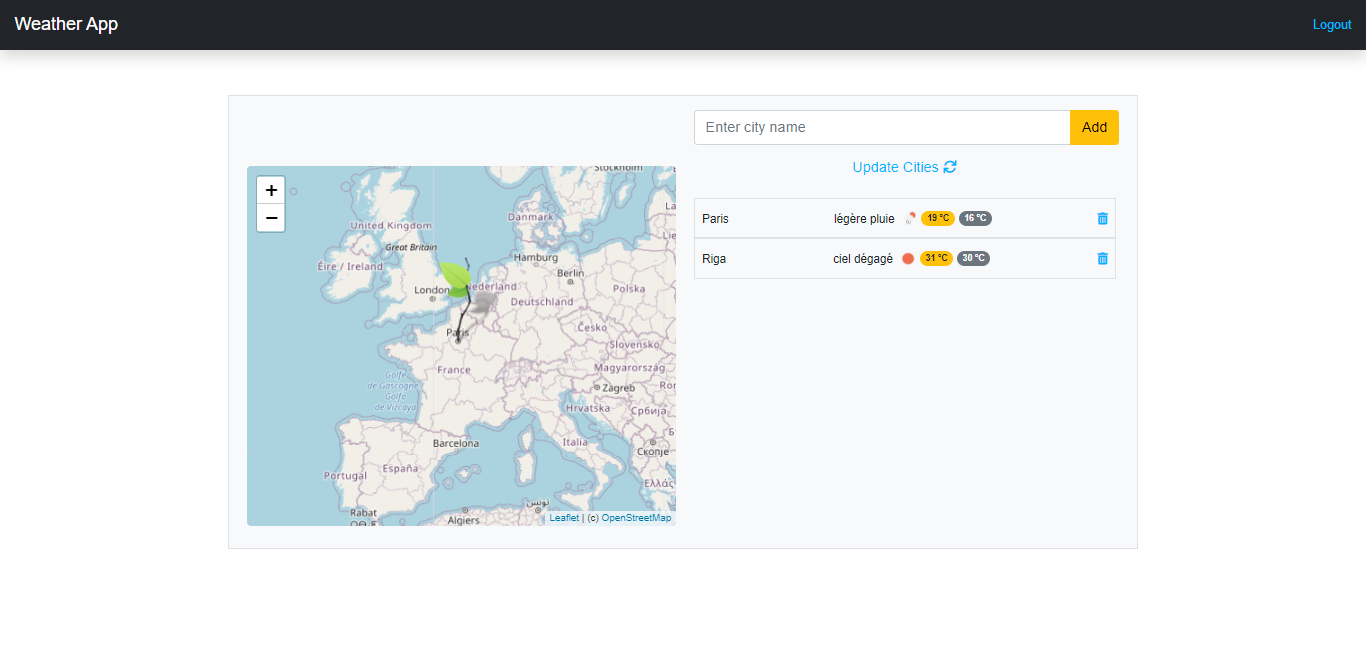 Weather App
Logout
Enter city name
Add
Update Cities
Paris
légère pluie
19 °C
16 °C
Riga
ciel dégagé
31 °C
30 °C
+
−
Stockholm
Danmark
United Kingdom
Great Britain
Éire / Ireland
Hamburg
Berlin
London
Nederland
Polska
Deutschland
Paris
Česko
Slovensko
France
Magyarország
Golfe
de Gascogne
Golfo
de Vizcaya
Zagreb
Hrvatska
Србија
Barcelona
Italia
España
Скопје
Portugal
تونس
Rabat
Algiers
Leaflet | (c) OpenStreetMap